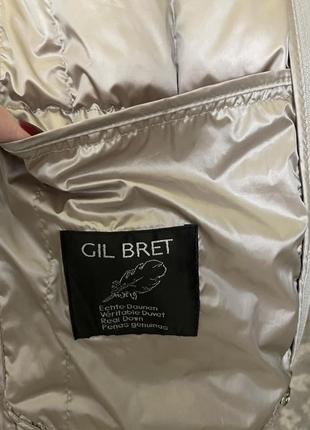 GIL BRET
Echte Daunen
Véritable Duvet
Real Down
Penas genuinas